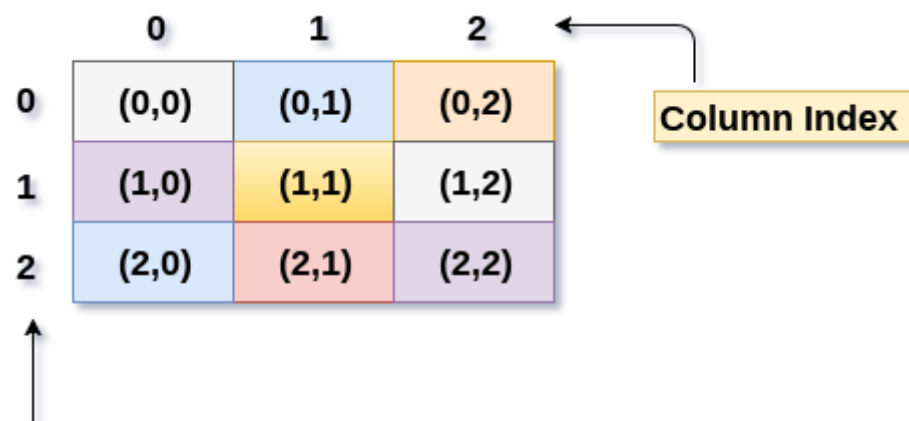 0 1 2
0 (0,0) (0,1) (0,2)
Column Index
1 (1,0) (1,1) (1,2)
2 (2,0) (2,1) (2,2)